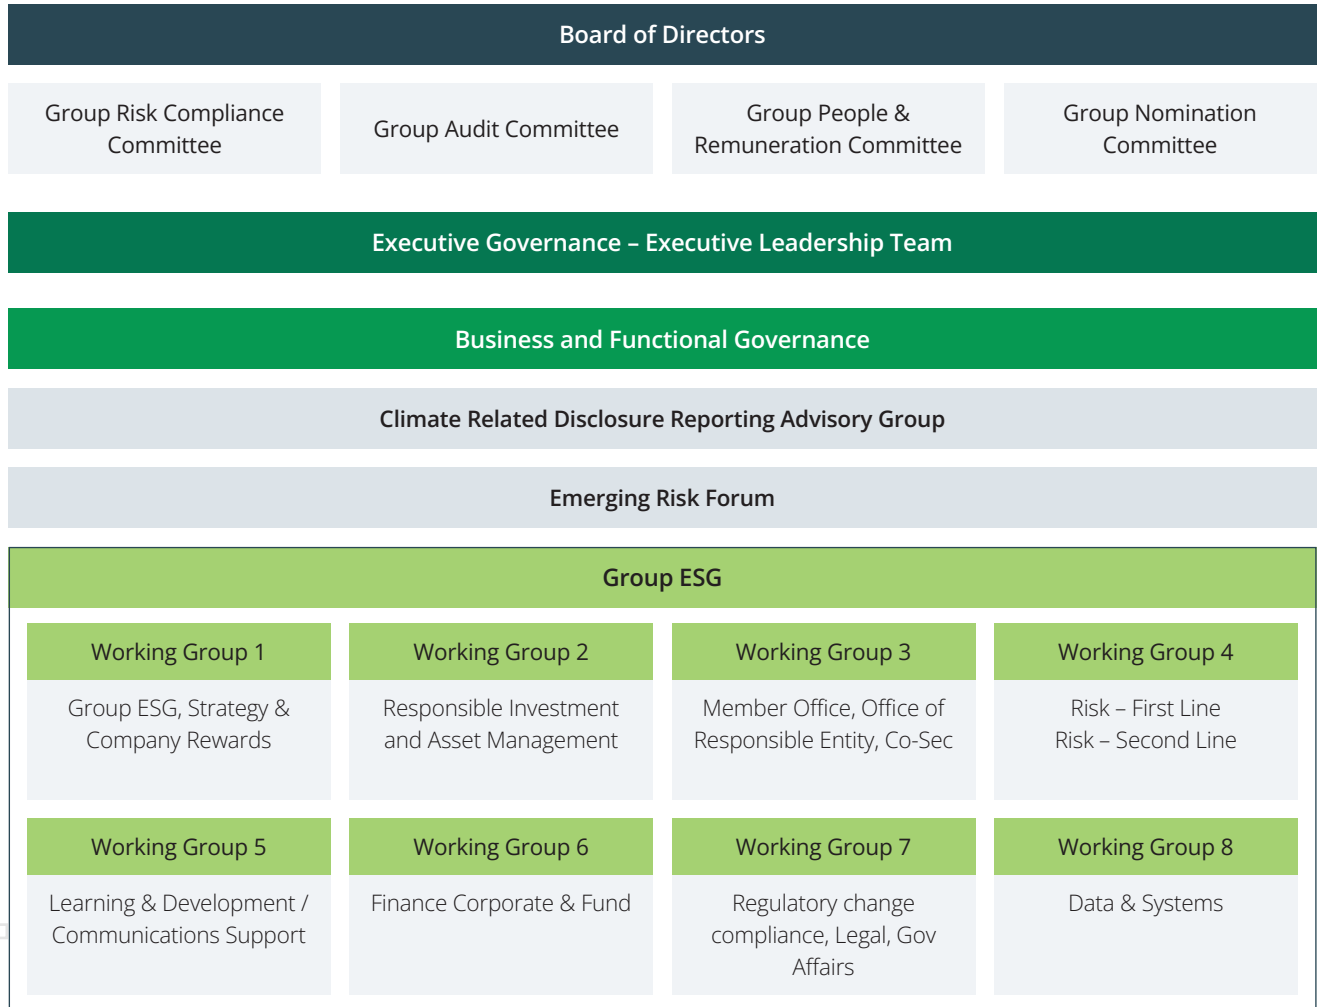 Board of Directors
Group Risk Compliance
Committee
Group Audit Committee
Group People &
Remuneration Committee
Group Nomination
Committee
Executive Governance – Executive Leadership Team
Business and Functional Governance
Climate Related Disclosure Reporting Advisory Group
Emerging Risk Forum
Group ESG
Working Group 1
Group ESG, Strategy &
Company Rewards
Working Group 2
Responsible Investment
and Asset Management
Working Group 3
Member Office, Office of
Responsible Entity, Co-Sec
Working Group 4
Risk – First Line
Risk – Second Line
Working Group 5
Learning & Development /
Communications Support
Working Group 6
Finance Corporate & Fund
Working Group 7
Regulatory change
compliance, Legal, Gov
Affairs
Working Group 8
Data & Systems